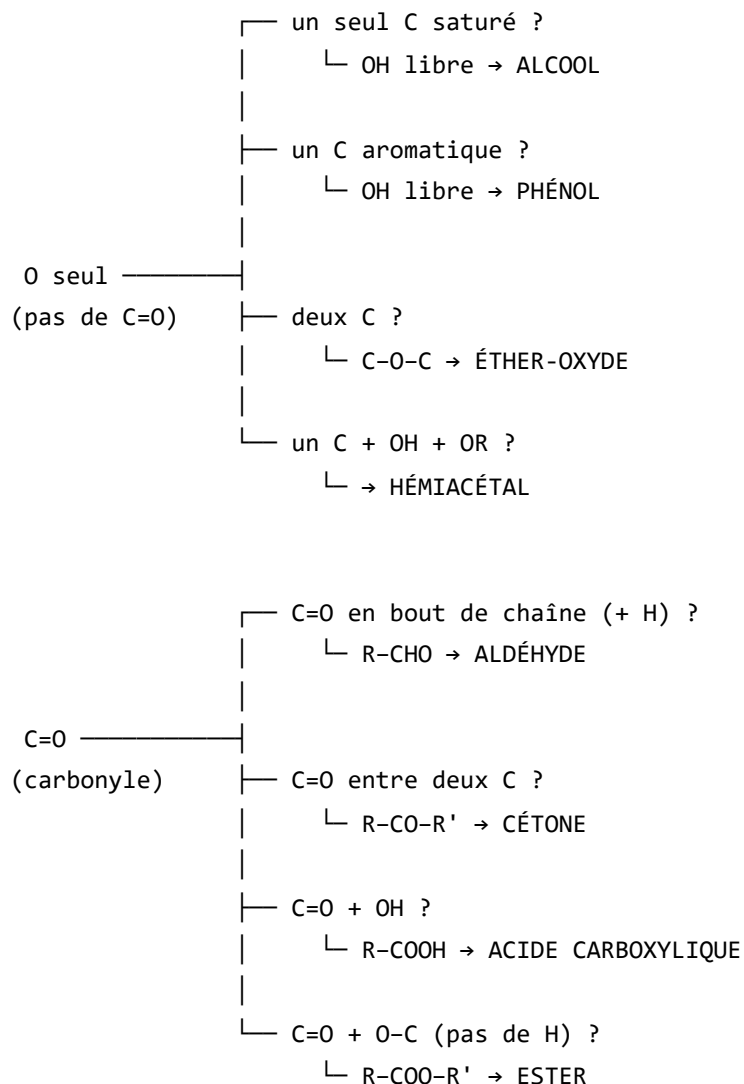 un seul C saturé ?
OH libre → ALCOOL
un C aromatique ?
OH libre → PHÉNOL
O seul
(pas de C=O)
deux C ?
C–O–C → ÉTHER-OXYDE
un C + OH + OR ?
→ HÉMIACÉTAL
C=O en bout de chaîne (+ H) ?
R–CHO → ALDÉHYDE
C=O
(carbonyle)
C=O entre deux C ?
R–CO–R' → CÉTONE
C=O + OH ?
R–COOH → ACIDE CARBOXYLIQUE
C=O + O–C (pas de H) ?
R–COO–R' → ESTER